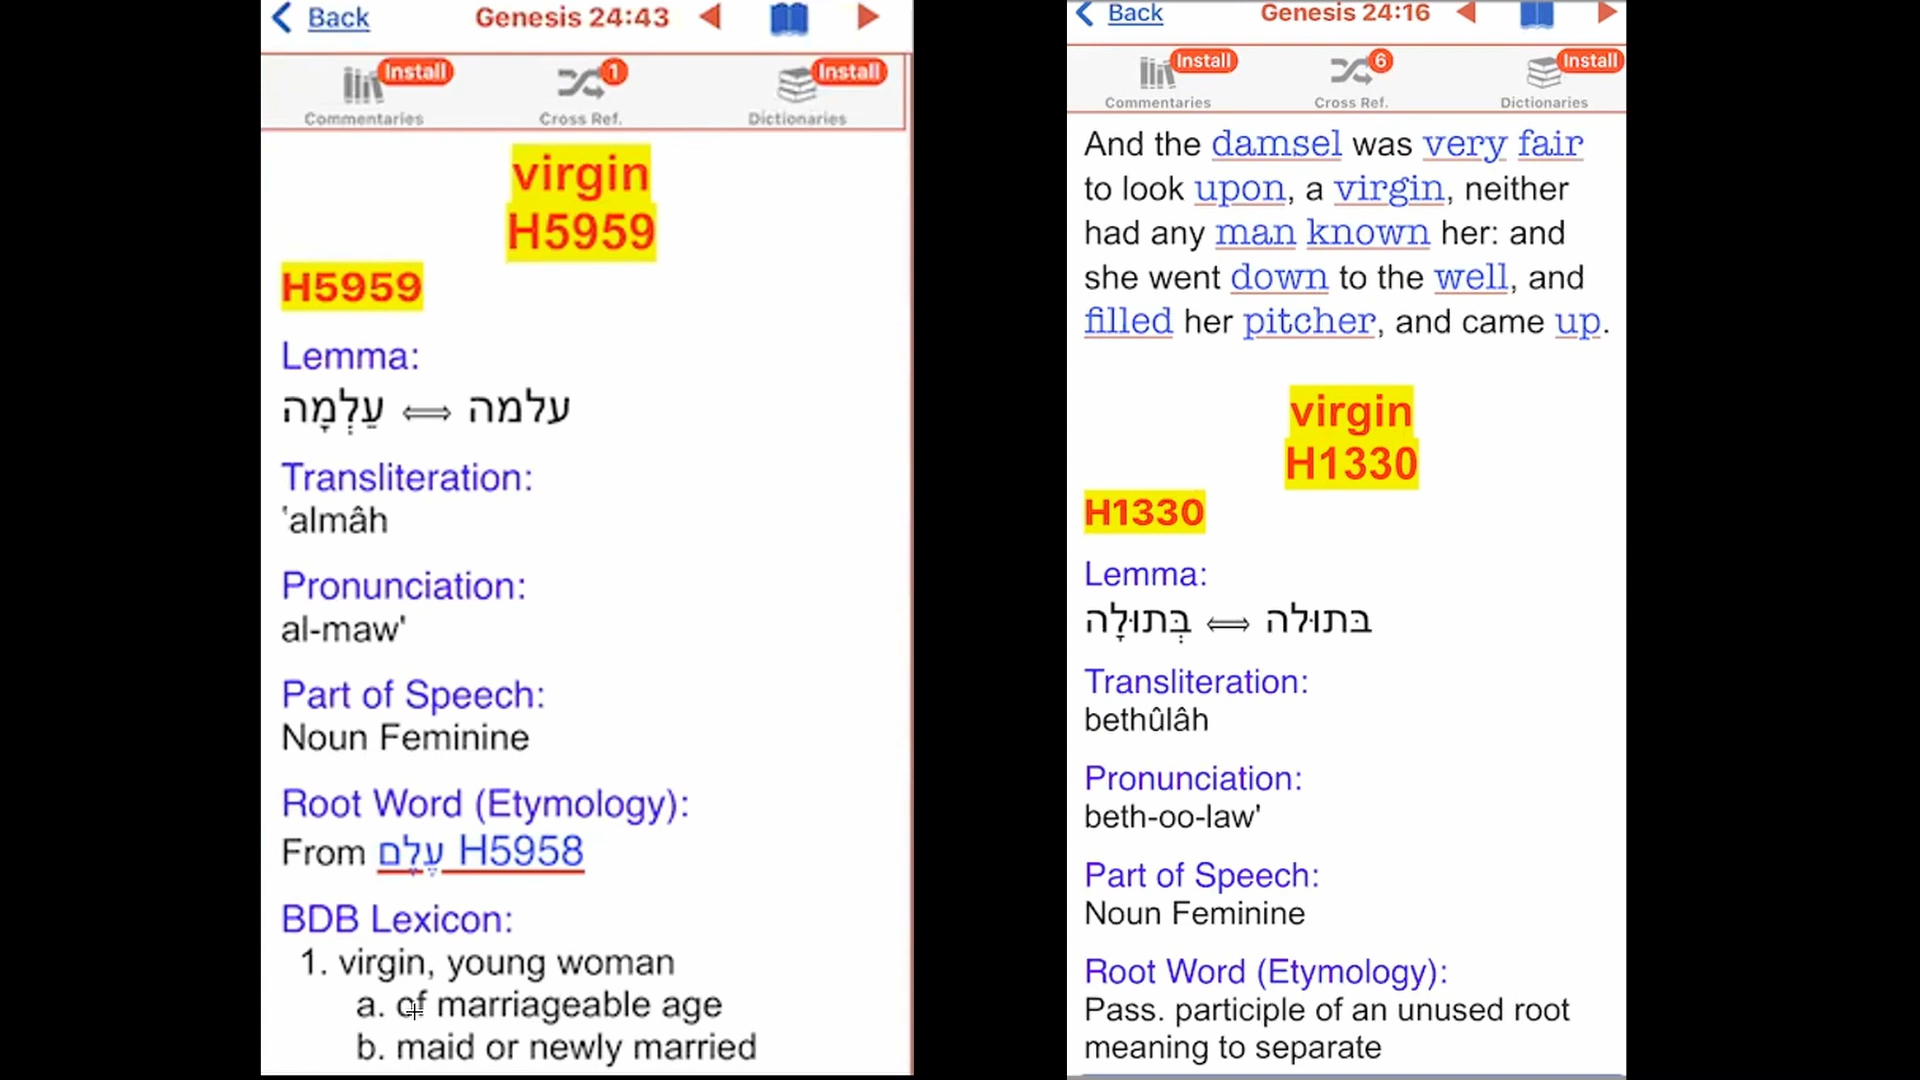 Back Genesis 24:43
Install 1 Install
Commentaries Cross Ref. Dictionaries
virgin
H5959
H5959
Lemma:
עַלְמָה ⟺ עלמה
Transliteration:
‛almâh
Pronunciation:
al-maw'
Part of Speech:
Noun Feminine
Root Word (Etymology):
From עֶלֶם H5958
BDB Lexicon:
1. virgin, young woman
a. of marriageable age
b. maid or newly married
Back Genesis 24:16
Install 6 Install
Commentaries Cross Ref. Dictionaries
And the damsel was very fair
to look upon, a virgin, neither
had any man known her: and
she went down to the well, and
filled her pitcher, and came up.
virgin
H1330
H1330
Lemma:
בְּתוּלָה ⟺ בּתוּלה
Transliteration:
bethûlâh
Pronunciation:
beth-oo-law'
Part of Speech:
Noun Feminine
Root Word (Etymology):
Pass. participle of an unused root
meaning to separate